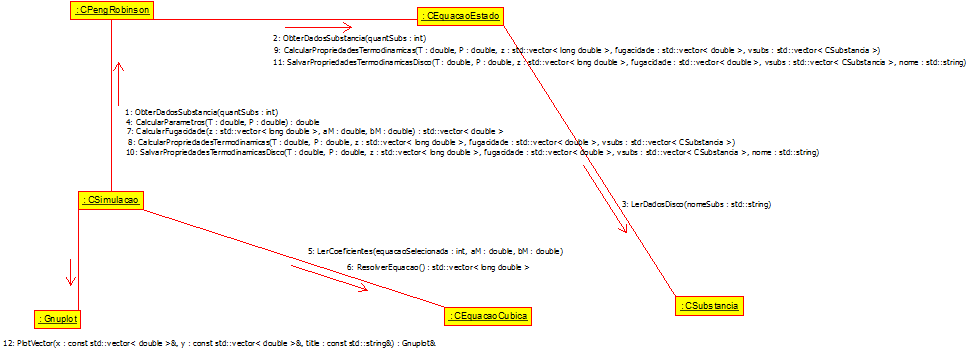 : CPengRobinson
: CEquacaoEstado
2: ObterDadosSubstancia(quantSubs : int)
9: CalcularPropriedadesTermodinamicas(T : double, P : double, z : std::vector< long double >, fugacidade : std::vector< double >, vsubs : std::vector< CSubstancia >)
11: SalvarPropriedadesTermodinamicasDisco(T : double, P : double, z : std::vector< long double >, fugacidade : std::vector< double >, vsubs : std::vector< CSubstancia >, nome : std::string)
1: ObterDadosSubstancia(quantSubs : int)
4: CalcularParametros(T : double, P : double) : double
7: CalcularFugacidade(z : std::vector< long double >, aM : double, bM : double) : std::vector< double >
8: CalcularPropriedadesTermodinamicas(T : double, P : double, z : std::vector< long double >, fugacidade : std::vector< double >, vsubs : std::vector< CSubstancia >)
10: SalvarPropriedadesTermodinamicasDisco(T : double, P : double, z : std::vector< long double >, fugacidade : std::vector< double >, vsubs : std::vector< CSubstancia >, nome : std::string)
: CSimulacao
3: LerDadosDisco(nomeSubs : std::string)
5: LerCoeficientes(equacaoSelecionada : int, aM : double, bM : double)
6: ResolverEquacao() : std::vector< long double >
: CSubstancia
: Gnuplot
: CEquacaoCubica
12: PlotVector(x : const std::vector< double >&, y : const std::vector< double >&, title : const std::string&) : Gnuplot&